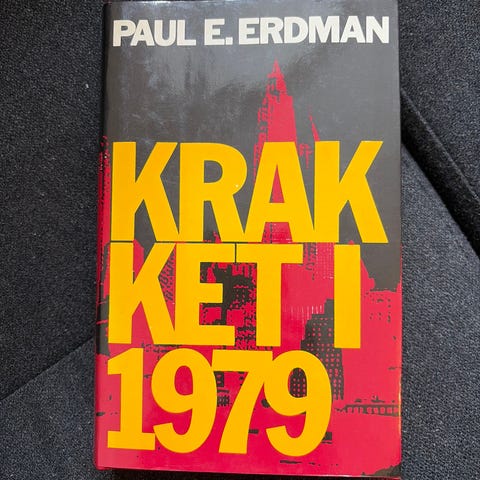 PAUL E. ERDMAN
KRAK
KET I
1979